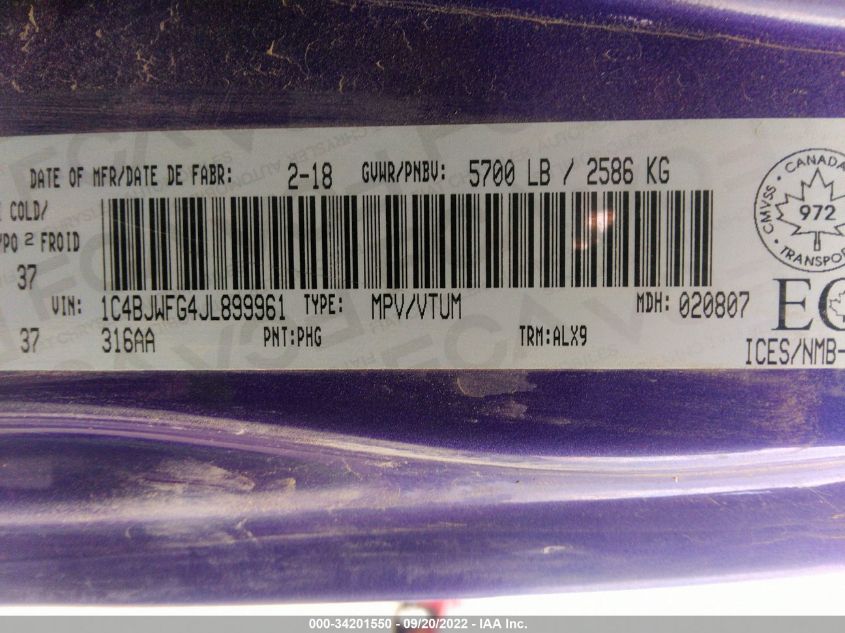 DATE OF MFR/DATE DE FABR: 2-18 GVWR/PNBV: 5700 LB / 2586 KG
COLD/
2 FROID
37
VIN: 1C4BJWFG4JL899961 TYPE: MPV/VTUM MDH: 020807
37 316AA PNT:PHG TRM:ALX9
CANADA
CMVSS
972
TRANSPOR
EC
ICES/NMB-
000-34201550 - 09/20/2022 - IAA Inc.